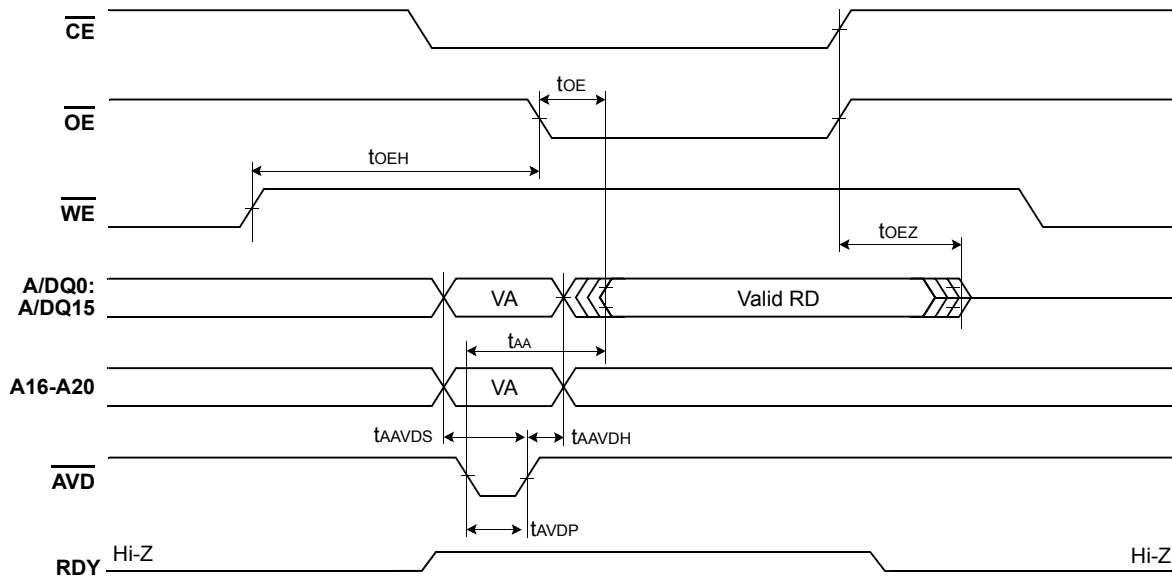 CE
tOE
OE
tOEH
WE
tOEZ
A/DQ0:
A/DQ15
VA
Valid RD
tAA
A16-A20
VA
tAAVDS
tAAVDH
AVD
tAVDP
RDY
Hi-Z
Hi-Z